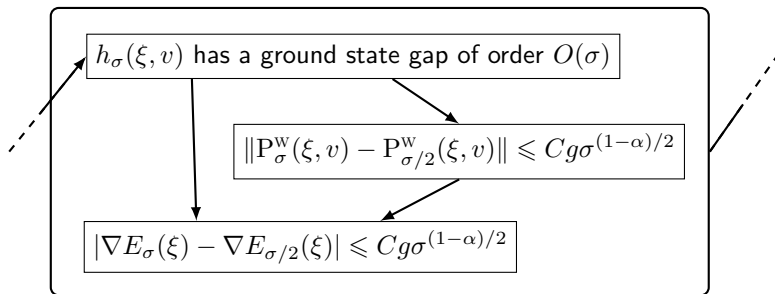 h_σ(ξ, v) has a ground state gap of order O(σ)
‖P^W_σ(ξ, v) − P^W_{σ/2}(ξ, v)‖ ⩽ Cgσ^{(1−α)/2}
|∇E_σ(ξ) − ∇E_{σ/2}(ξ)| ⩽ Cgσ^{(1−α)/2}